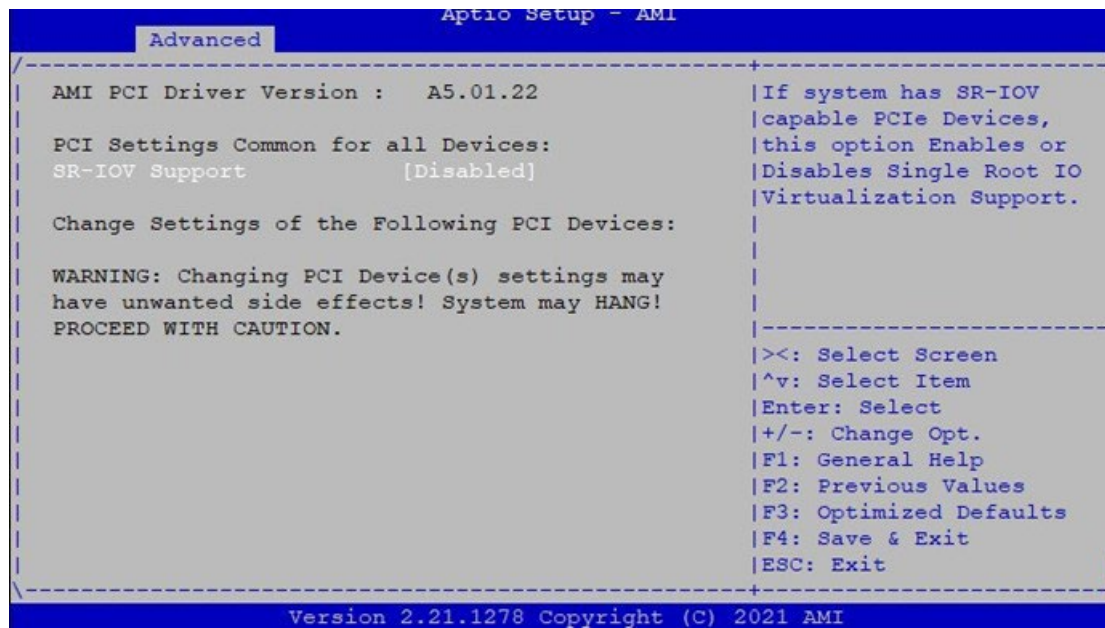 Aptio Setup - AMI
Advanced
AMI PCI Driver Version : A5.01.22
PCI Settings Common for all Devices:
SR-IOV Support [Disabled]
Change Settings of the Following PCI Devices:
WARNING: Changing PCI Device(s) settings may
have unwanted side effects! System may HANG!
PROCEED WITH CAUTION.
If system has SR-IOV
capable PCIe Devices,
this option Enables or
Disables Single Root IO
Virtualization Support.
><: Select Screen
^v: Select Item
Enter: Select
+/-: Change Opt.
F1: General Help
F2: Previous Values
F3: Optimized Defaults
F4: Save & Exit
ESC: Exit
Version 2.21.1278 Copyright (C) 2021 AMI